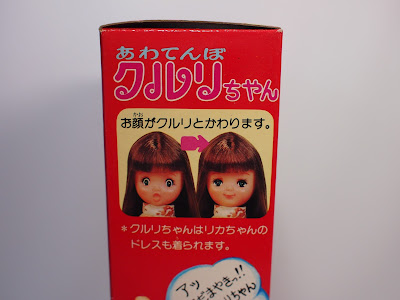 あわてんぼ
クルリちゃん
お顔がクルリとかわります。
＊クルリちゃんはリカちゃんの
ドレスも着られます。
アッ